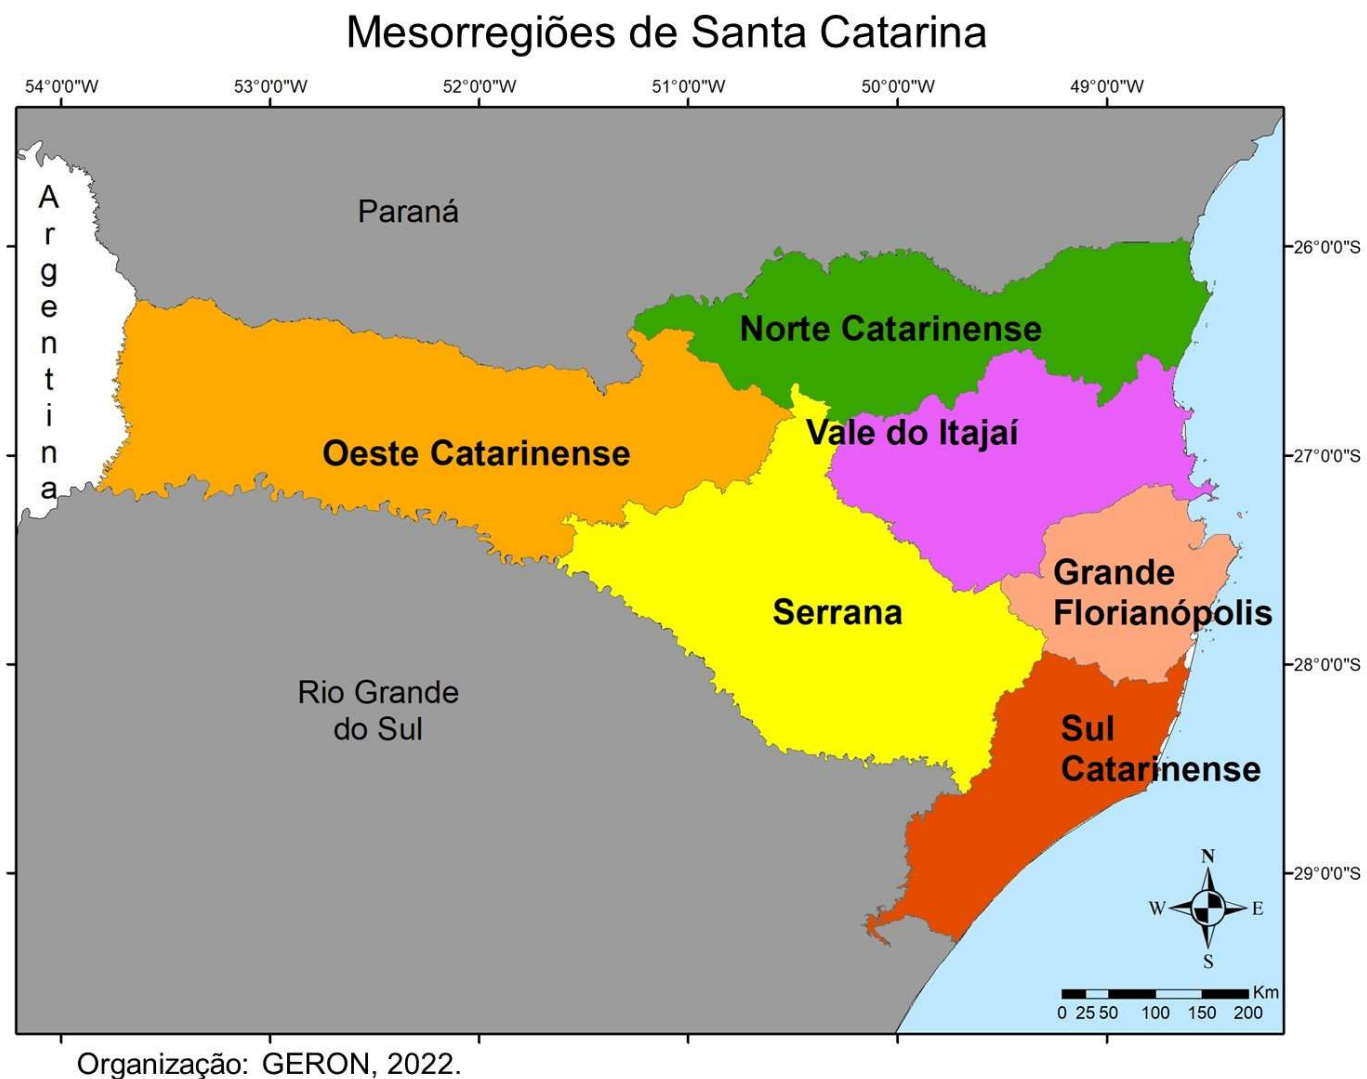 Mesorregiões de Santa Catarina
54°0'0"W 53°0'0"W 52°0'0"W 51°0'0"W 50°0'0"W 49°0'0"W
Argentina
Paraná
26°0'0"S
Norte Catarinense
Vale do Itajaí
Oeste Catarinense
27°0'0"S
Grande
Florianópolis
Serrana
28°0'0"S
Rio Grande
do Sul
Sul
Catarinense
29°0'0"S
N
W E
S
Km
0 25 50 100 150 200
Organização: GERON, 2022.